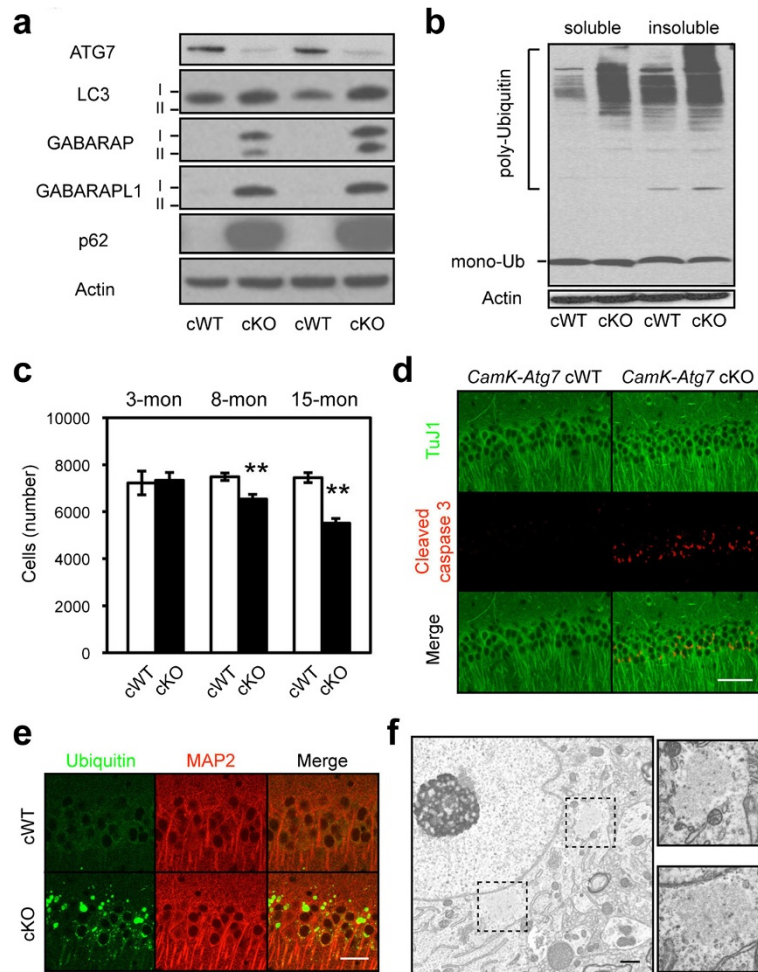 a
ATG7
LC3
I
II
GABARAP
I
II
GABARAPL1
I
II
p62
Actin
cWT cKO cWT cKO
b
soluble insoluble
poly-Ubiquitin
mono-Ub
Actin
cWT cKO cWT cKO
c
3-mon 8-mon 15-mon
Cells (number)
10000
8000
6000
4000
2000
0
**
**
cWT cKO cWT cKO cWT cKO
d
CamK-Atg7 cWT CamK-Atg7 cKO
TuJ1
Cleaved
caspase 3
Merge
e
Ubiquitin MAP2 Merge
cWT
cKO
f